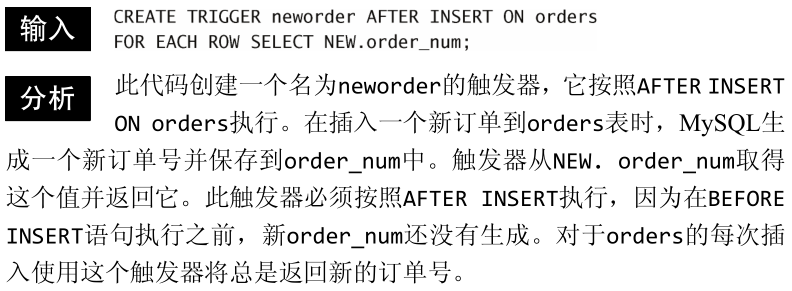 输入 CREATE TRIGGER neworder AFTER INSERT ON orders
FOR EACH ROW SELECT NEW.order_num;
分析 此代码创建一个名为neworder的触发器，它按照AFTER INSERT
ON orders执行。在插入一个新订单到orders表时，MySQL生
成一个新订单号并保存到order_num中。触发器从NEW. order_num取得
这个值并返回它。此触发器必须按照AFTER INSERT执行，因为在BEFORE
INSERT语句执行之前，新order_num还没有生成。对于orders的每次插
入使用这个触发器将总是返回新的订单号。